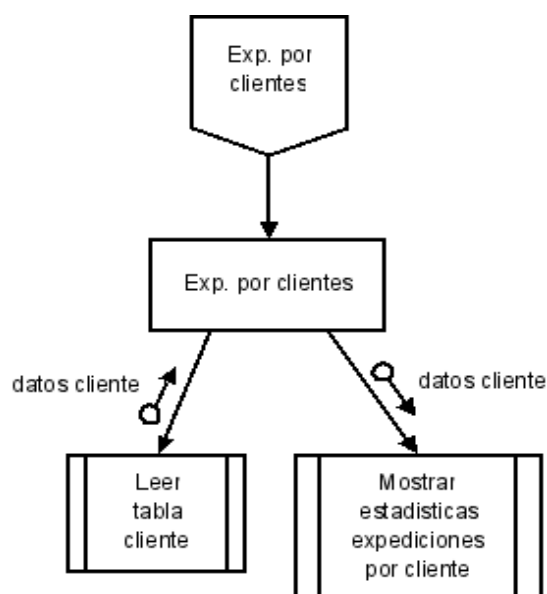 Exp. por
clientes
Exp. por clientes
datos cliente
datos cliente
Leer
tabla
cliente
Mostrar
estadisticas
expediciones
por cliente